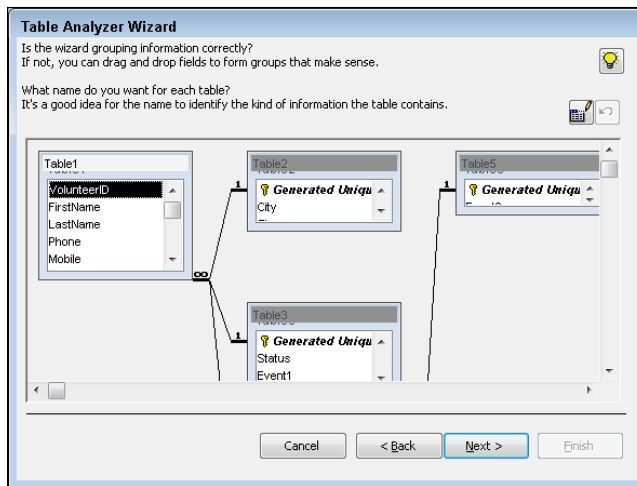 Table Analyzer Wizard
Is the wizard grouping information correctly?
If not, you can drag and drop fields to form groups that make sense.
What name do you want for each table?
It's a good idea for the name to identify the kind of information the table contains.
Table1
VolunteerID
FirstName
LastName
Phone
Mobile
∞
1
Table2
Generated Uniqu
City
1
Table3
Generated Uniqu
Status
Event1
1
Table5
Generated Uniqu
Cancel
< Back
Next >
Finish